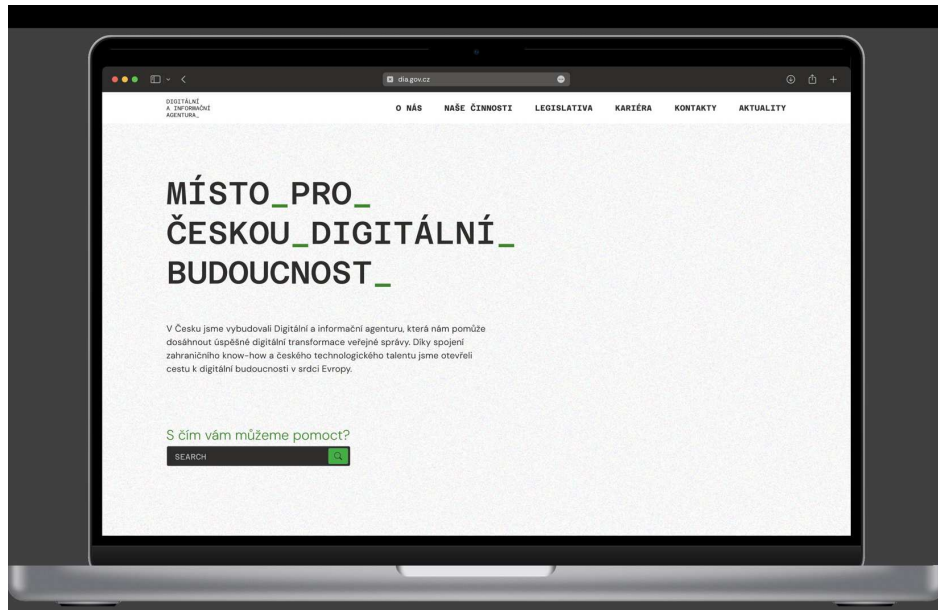 dia.gov.cz
DIGITÁLNÍ
A INFORMAČNÍ
AGENTURA_
O NÁS NAŠE ČINNOSTI LEGISLATIVA KARIÉRA KONTAKTY AKTUALITY
MÍSTO_PRO_
ČESKOU_DIGITÁLNÍ_
BUDOUCNOST_
V Česku jsme vybudovali Digitální a informační agenturu, která nám pomůže
dosáhnout úspěšné digitální transformace veřejné správy. Díky spojení
zahraničního know-how a českého technologického talentu jsme otevřeli
cestu k digitální budoucnosti v srdci Evropy.
S čím vám můžeme pomoct?
SEARCH